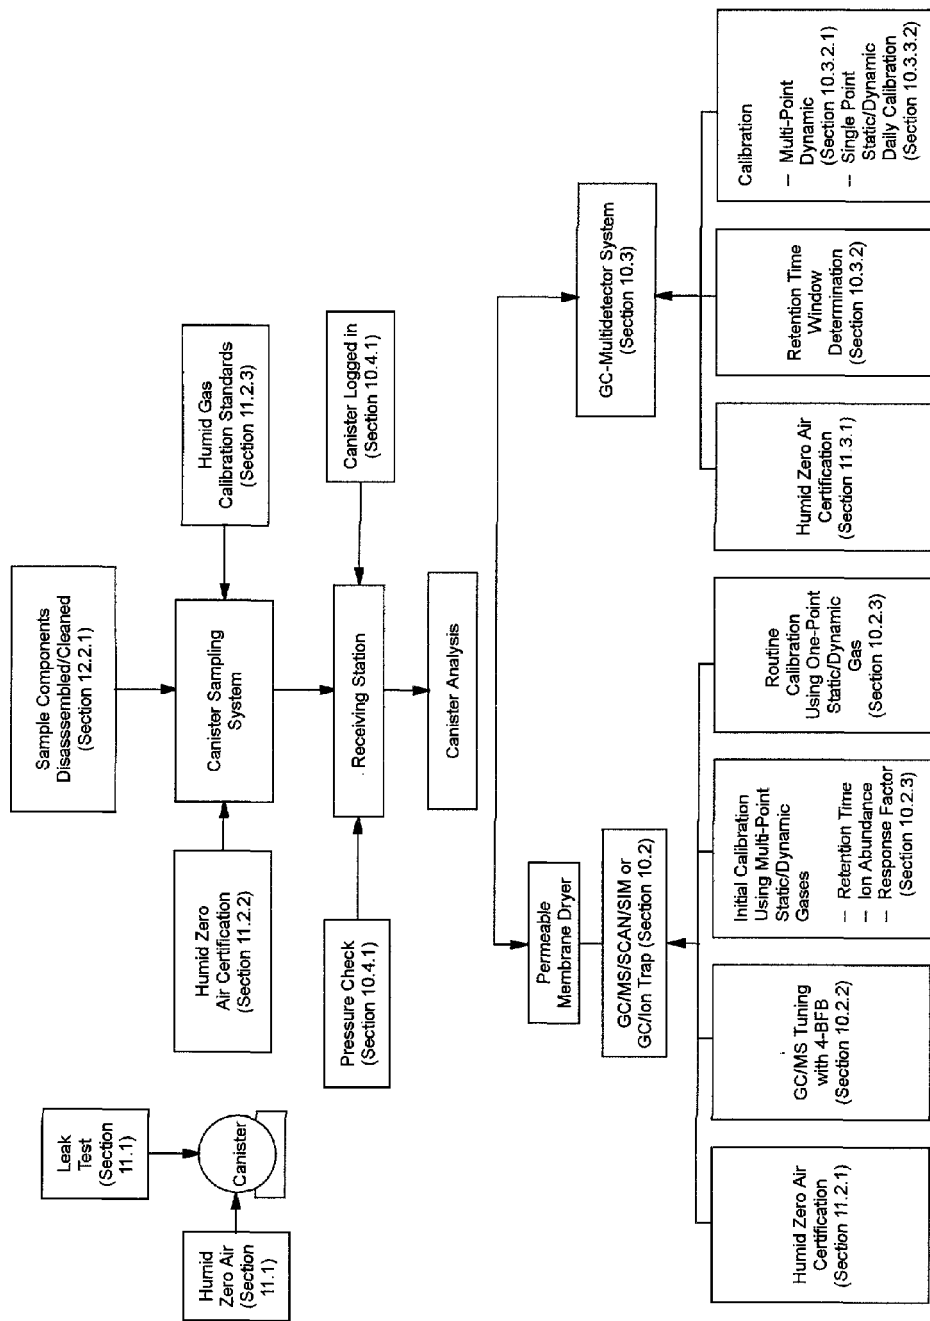 Leak
Test
(Section
11.1)
Humid
Zero Air
(Section
11.1)
Canister
Sample Components
Disasssembled/Cleaned
(Section 12.2.1)
Humid Zero
Air Certification
(Section 11.2.2)
Canister Sampling
System
Humid Gas
Calibration Standards
(Section 11.2.3)
Pressure Check
(Section 10.4.1)
Receiving Station
Canister Logged in
(Section 10.4.1)
Canister Analysis
Permeable
Membrane Dryer
GC/MS/SCAN/SIM or
GC/Ion Trap (Section 10.2)
GC-Multidetector System
(Section 10.3)
Humid Zero Air
Certification
(Section 11.2.1)
GC/MS Tuning
with 4-BFB
(Section 10.2.2)
Initial Calibration
Using Multi-Point
Static/Dynamic
Gases
-- Retention Time
-- Ion Abundance
-- Response Factor
(Section 10.2.3)
Routine
Calibration
Using One-Point
Static/Dynamic
Gas
(Section 10.2.3)
Humid Zero Air
Certification
(Section 11.3.1)
Retention Time
Window
Determination
(Section 10.3.2)
Calibration
-- Multi-Point
Dynamic
(Section 10.3.2.1)
-- Single Point
Static/Dynamic
Daily Calibration
(Section 10.3.3.2)